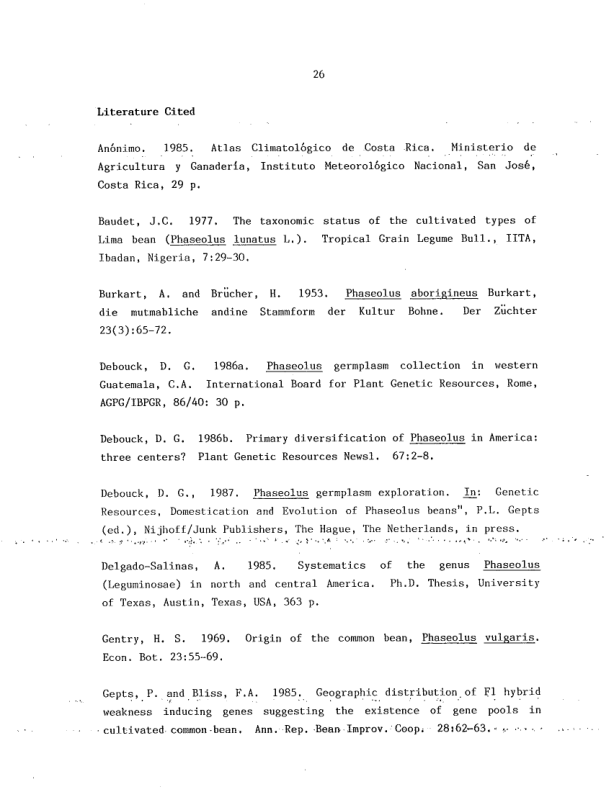 26
Literature Cited
Anónimo. 1985. Atlas Climatológico de Costa Rica. Ministerio de
Agricultura y Ganadería, Instituto Meteorológico Nacional, San José,
Costa Rica, 29 p.
Baudet, J.C. 1977. The taxonomic status of the cultivated types of
Lima bean (Phaseolus lunatus L.). Tropical Grain Legume Bull., IITA,
Ibadan, Nigeria, 7:29-30.
Burkart, A. and Brücher, H. 1953. Phaseolus aborigineus Burkart,
die mutmabliche andine Stammform der Kultur Bohne. Der Züchter
23(3):65-72.
Debouck, D. G. 1986a. Phaseolus germplasm collection in western
Guatemala, C.A. International Board for Plant Genetic Resources, Rome,
AGPG/IBPGR, 86/40: 30 p.
Debouck, D. G. 1986b. Primary diversification of Phaseolus in America:
three centers? Plant Genetic Resources Newsl. 67:2-8.
Debouck, D. G., 1987. Phaseolus germplasm exploration. In: Genetic
Resources, Domestication and Evolution of Phaseolus beans", P.L. Gepts
(ed.), Nijhoff/Junk Publishers, The Hague, The Netherlands, in press.
Delgado-Salinas, A. 1985. Systematics of the genus Phaseolus
(Leguminosae) in north and central America. Ph.D. Thesis, University
of Texas, Austin, Texas, USA, 363 p.
Gentry, H. S. 1969. Origin of the common bean, Phaseolus vulgaris.
Econ. Bot. 23:55-69.
Gepts, P. and Bliss, F.A. 1985. Geographic distribution of F1 hybrid
weakness inducing genes suggesting the existence of gene pools in
cultivated common bean. Ann. Rep. Bean Improv. Coop. 28:62-63.